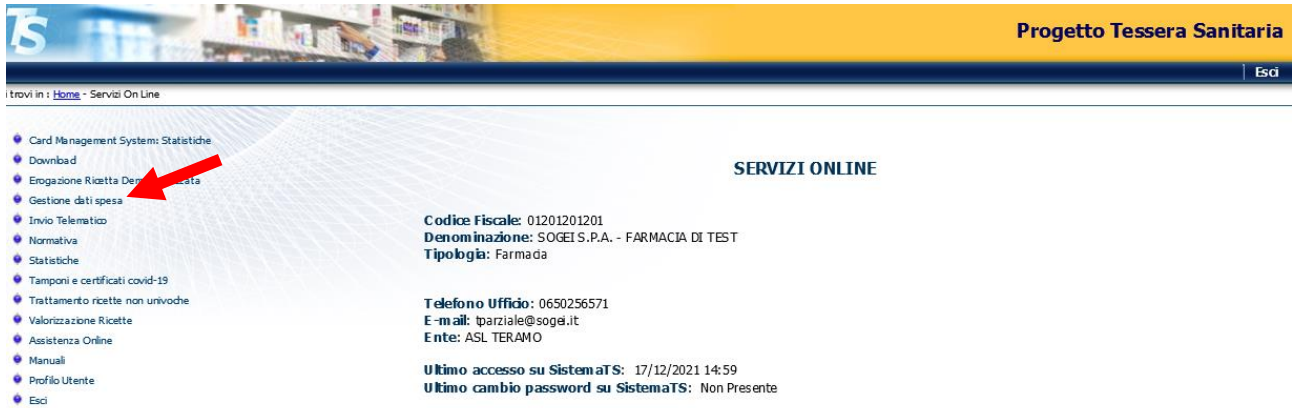 TS
Progetto Tessera Sanitaria
Esci
i trovi in : Home - Servizi On Line
Card Management System: Statistiche
Download
Erogazione Ricetta
Gestione dati spesa
Invio Telematico
Normativa
Statistiche
Tamponi e certificati covid-19
Trattamento ricette non univoche
Valorizzazione Ricette
Assistenza Online
Manuali
Profilo Utente
Esci
SERVIZI ONLINE
Codice Fiscale: 01201201201
Denominazione: SOGEI S.P.A. - FARMACIA DI TEST
Tipologia: Farmacia
Telefono Ufficio: 0650256571
E-mail: tparziale@sogei.it
Ente: ASL TERAMO
Ultimo accesso su SistemaTS: 17/12/2021 14:59
Ultimo cambio password su SistemaTS: Non Presente